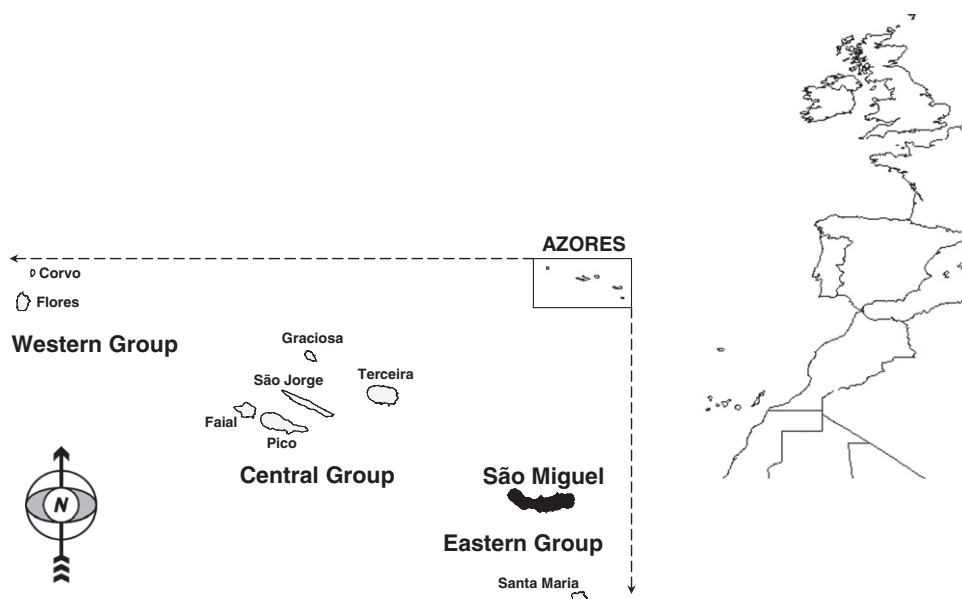 AZORES
Corvo
Flores
Western Group
Graciosa
São Jorge
Terceira
Faial
Pico
Central Group
São Miguel
N
Eastern Group
Santa Maria